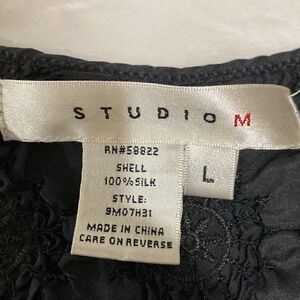 STUDIO M
RN#58822
SHELL
100%SILK
L
STYLE:
9M07H31
MADE IN CHINA
CARE ON REVERSE